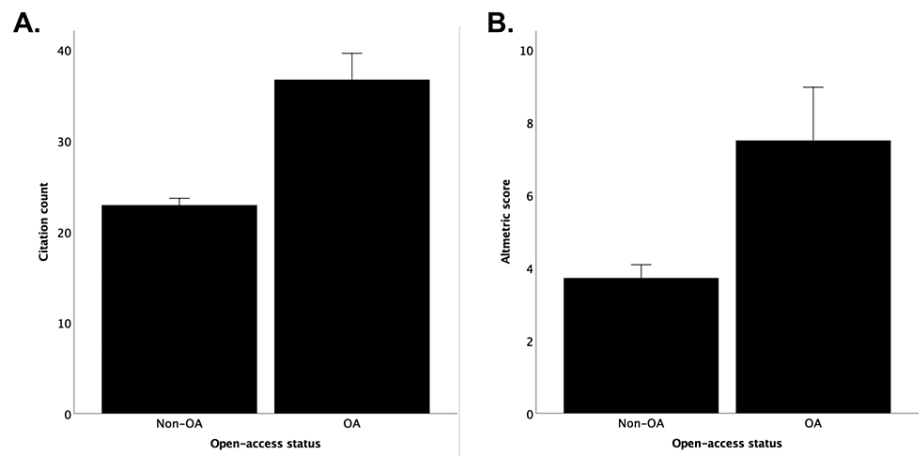 A.
40
30
20
10
0
Citation count
Non-OA
OA
Open-access status
B.
10
8
6
4
2
0
Altmetric score
Non-OA
OA
Open-access status